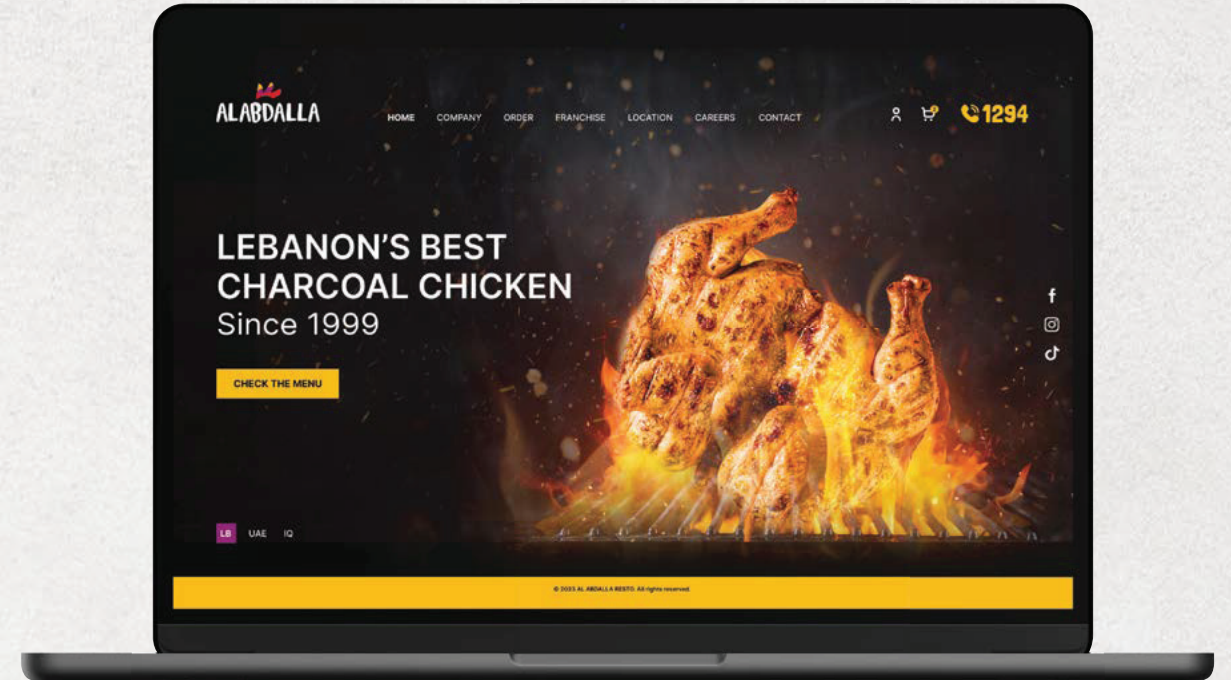 ALABDALLA
HOME COMPANY ORDER FRANCHISE LOCATION CAREERS CONTACT
1294
LEBANON'S BEST
CHARCOAL CHICKEN
Since 1999
CHECK THE MENU
LB UAE IQ
© 2023 AL ABDALLA RESTO. All rights reserved.